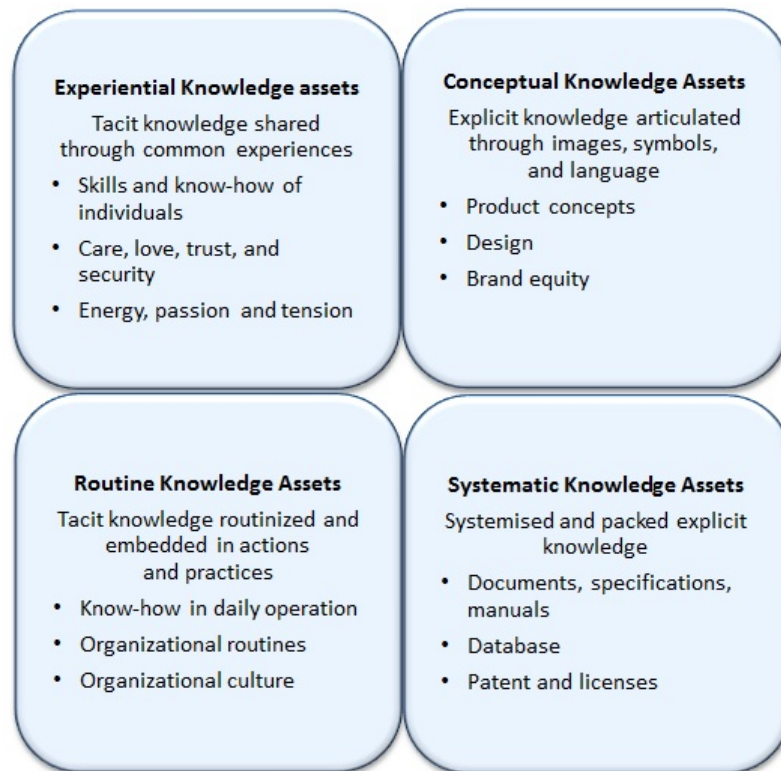 Experiential Knowledge assets
Tacit knowledge shared
through common experiences
• Skills and know-how of
individuals
• Care, love, trust, and
security
• Energy, passion and tension
Conceptual Knowledge Assets
Explicit knowledge articulated
through images, symbols,
and language
• Product concepts
• Design
• Brand equity
Routine Knowledge Assets
Tacit knowledge routinized and
embedded in actions
and practices
• Know-how in daily operation
• Organizational routines
• Organizational culture
Systematic Knowledge Assets
Systemised and packed explicit
knowledge
• Documents, specifications,
manuals
• Database
• Patent and licenses